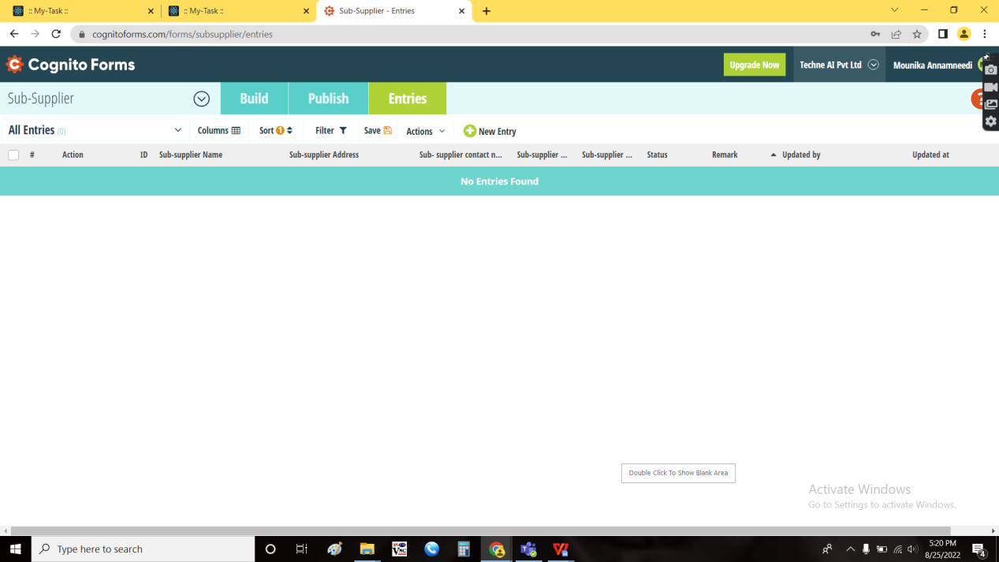 :: My-Task ::
:: My-Task ::
Sub-Supplier - Entries
cognitoforms.com/forms/subsupplier/entries
Cognito Forms
Upgrade Now
Techne AI Pvt Ltd
Mounika Annamneedi
Sub-Supplier
Build
Publish
Entries
All Entries (0)
Columns
Sort 1
Filter
Save
Actions
New Entry
# Action ID Sub-supplier Name Sub-supplier Address Sub- supplier contact n... Sub-supplier ... Sub-supplier ... Status Remark Updated by Updated at
No Entries Found
Double Click To Show Blank Area
Activate Windows
Go to Settings to activate Windows.
Type here to search
5:20 PM
8/25/2022
4